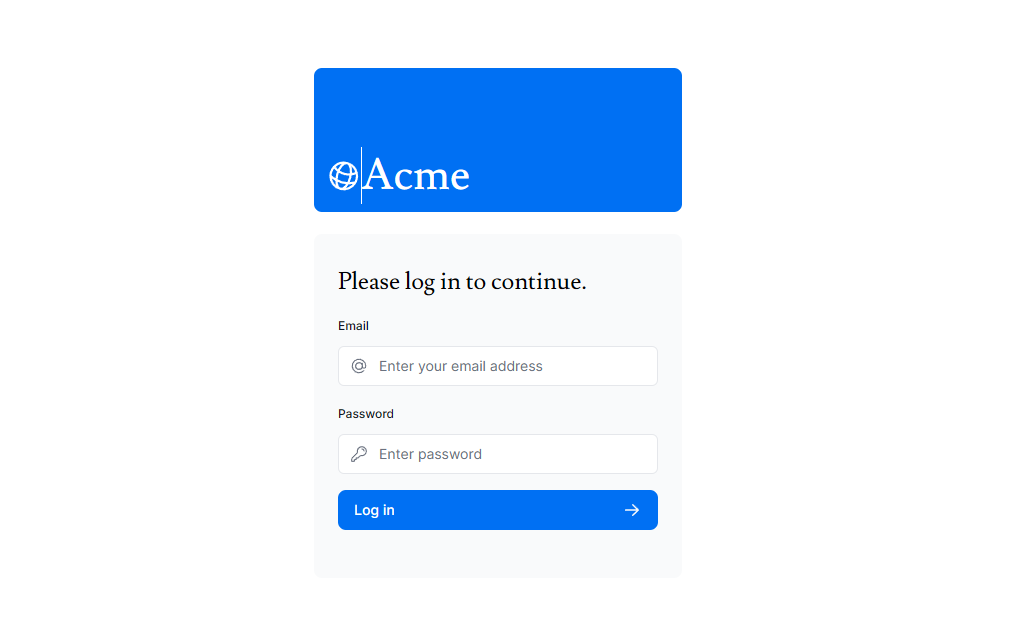 Acme
Please log in to continue.
Email
Enter your email address
Password
Enter password
Log in